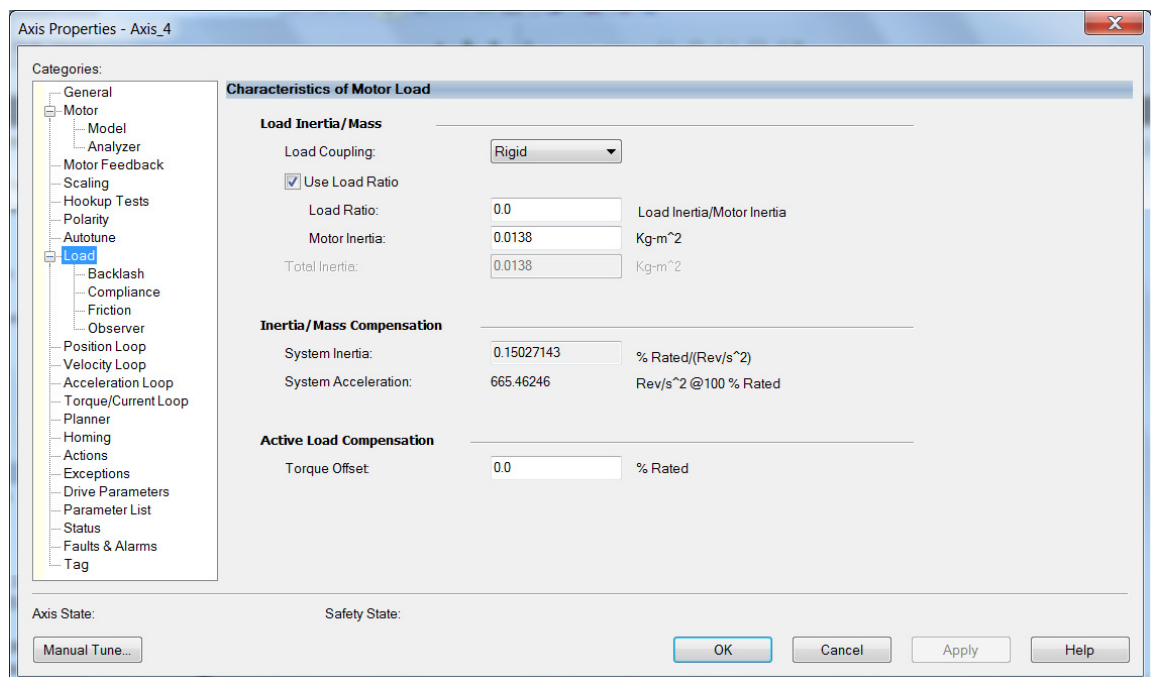 Axis Properties - Axis_4
X
Categories:
General
Motor
Model
Analyzer
Motor Feedback
Scaling
Hookup Tests
Polarity
Autotune
Load
Backlash
Compliance
Friction
Observer
Position Loop
Velocity Loop
Acceleration Loop
Torque/Current Loop
Planner
Homing
Actions
Exceptions
Drive Parameters
Parameter List
Status
Faults & Alarms
Tag
Characteristics of Motor Load
Load Inertia/Mass
Load Coupling: Rigid
Use Load Ratio
Load Ratio: 0.0 Load Inertia/Motor Inertia
Motor Inertia: 0.0138 Kg-m^2
Total Inertia: 0.0138 Kg-m^2
Inertia/Mass Compensation
System Inertia: 0.15027143 % Rated/(Rev/s^2)
System Acceleration: 665.46246 Rev/s^2 @100 % Rated
Active Load Compensation
Torque Offset: 0.0 % Rated
Axis State: Safety State:
Manual Tune... OK Cancel Apply Help